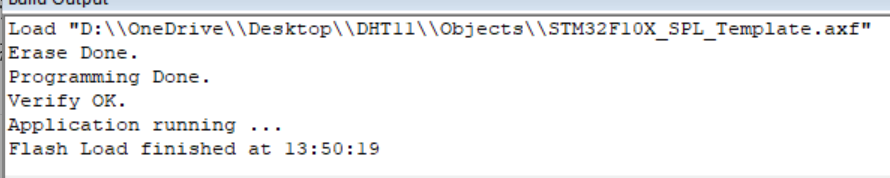 Build Output
Load "D:\\OneDrive\\Desktop\\DHT11\\Objects\\STM32F10X_SPL_Template.axf"
Erase Done.
Programming Done.
Verify OK.
Application running ...
Flash Load finished at 13:50:19